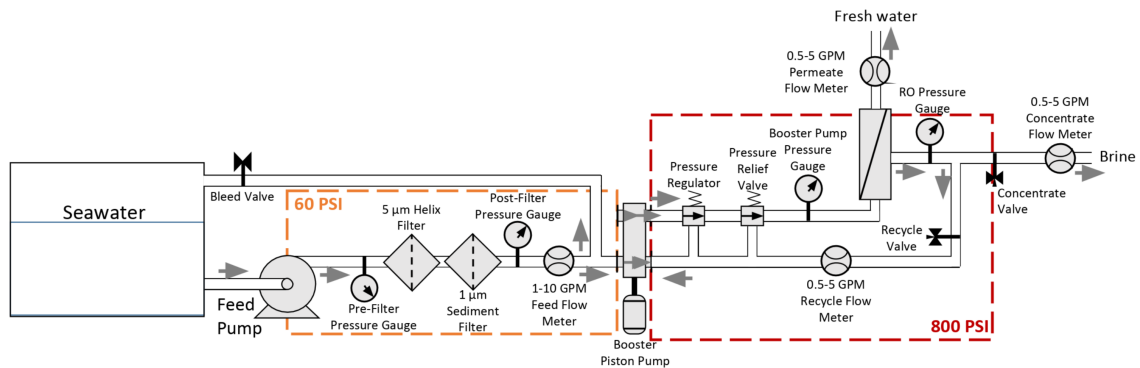 Fresh water
0.5-5 GPM
Permeate
Flow Meter
RO Pressure
Gauge
0.5-5 GPM
Concentrate
Flow Meter
Booster Pump
Pressure
Gauge
Pressure
Relief
Valve
Pressure
Regulator
Brine
Bleed Valve
Concentrate
Valve
60 PSI
Post-Filter
Pressure Gauge
5 µm Helix
Filter
Seawater
Recycle
Valve
Feed
Pump
Pre-Filter
Pressure Gauge
1 µm
Sediment
Filter
1-10 GPM
Feed Flow
Meter
0.5-5 GPM
Recycle Flow
Meter
800 PSI
Booster
Piston Pump